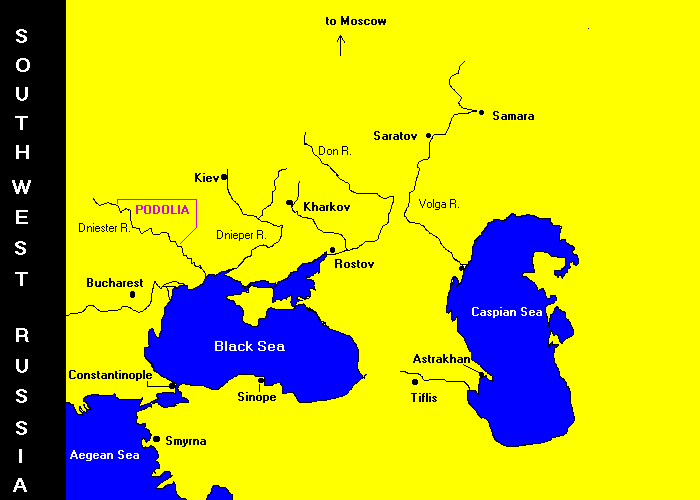 SOUTHWEST RUSSIA
to Moscow
Samara
Saratov
Don R.
Kiev
Kharkov
Volga R.
PODOLIA
Dniester R.
Dnieper R.
Rostov
Bucharest
Caspian Sea
Black Sea
Astrakhan
Constantinople
Sinope
Tiflis
Smyrna
Aegean Sea